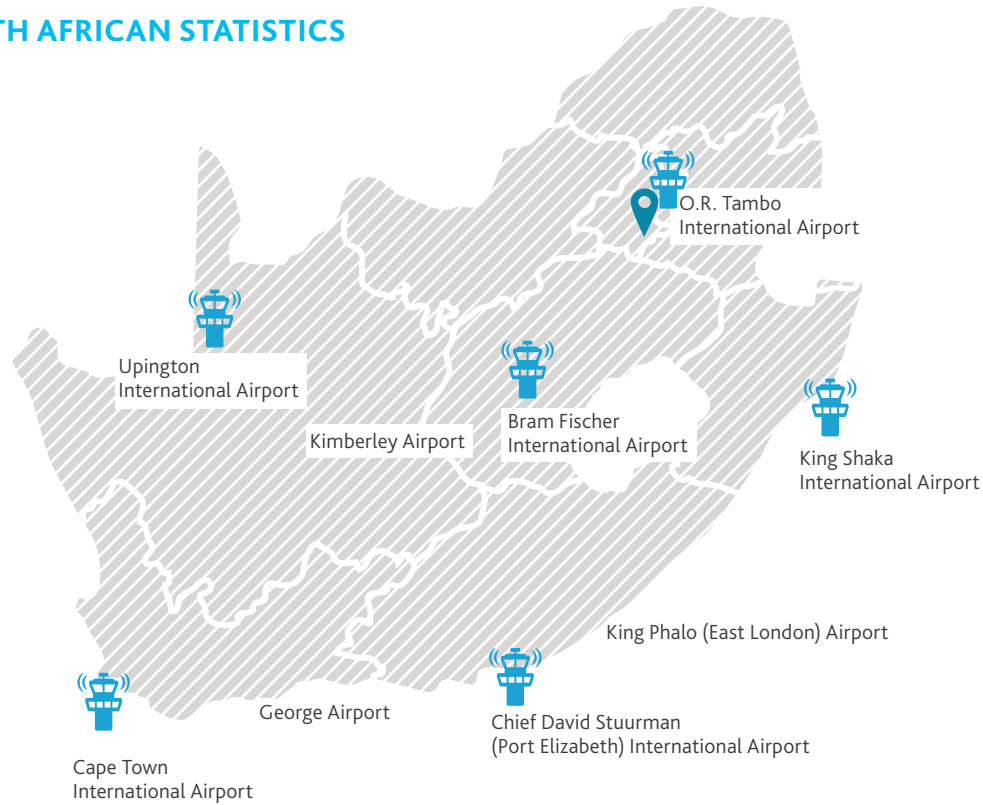 TH AFRICAN STATISTICS
O.R. Tambo
International Airport
Upington
International Airport
Kimberley Airport
Bram Fischer
International Airport
King Shaka
International Airport
King Phalo (East London) Airport
George Airport
Chief David Stuurman
(Port Elizabeth) International Airport
Cape Town
International Airport